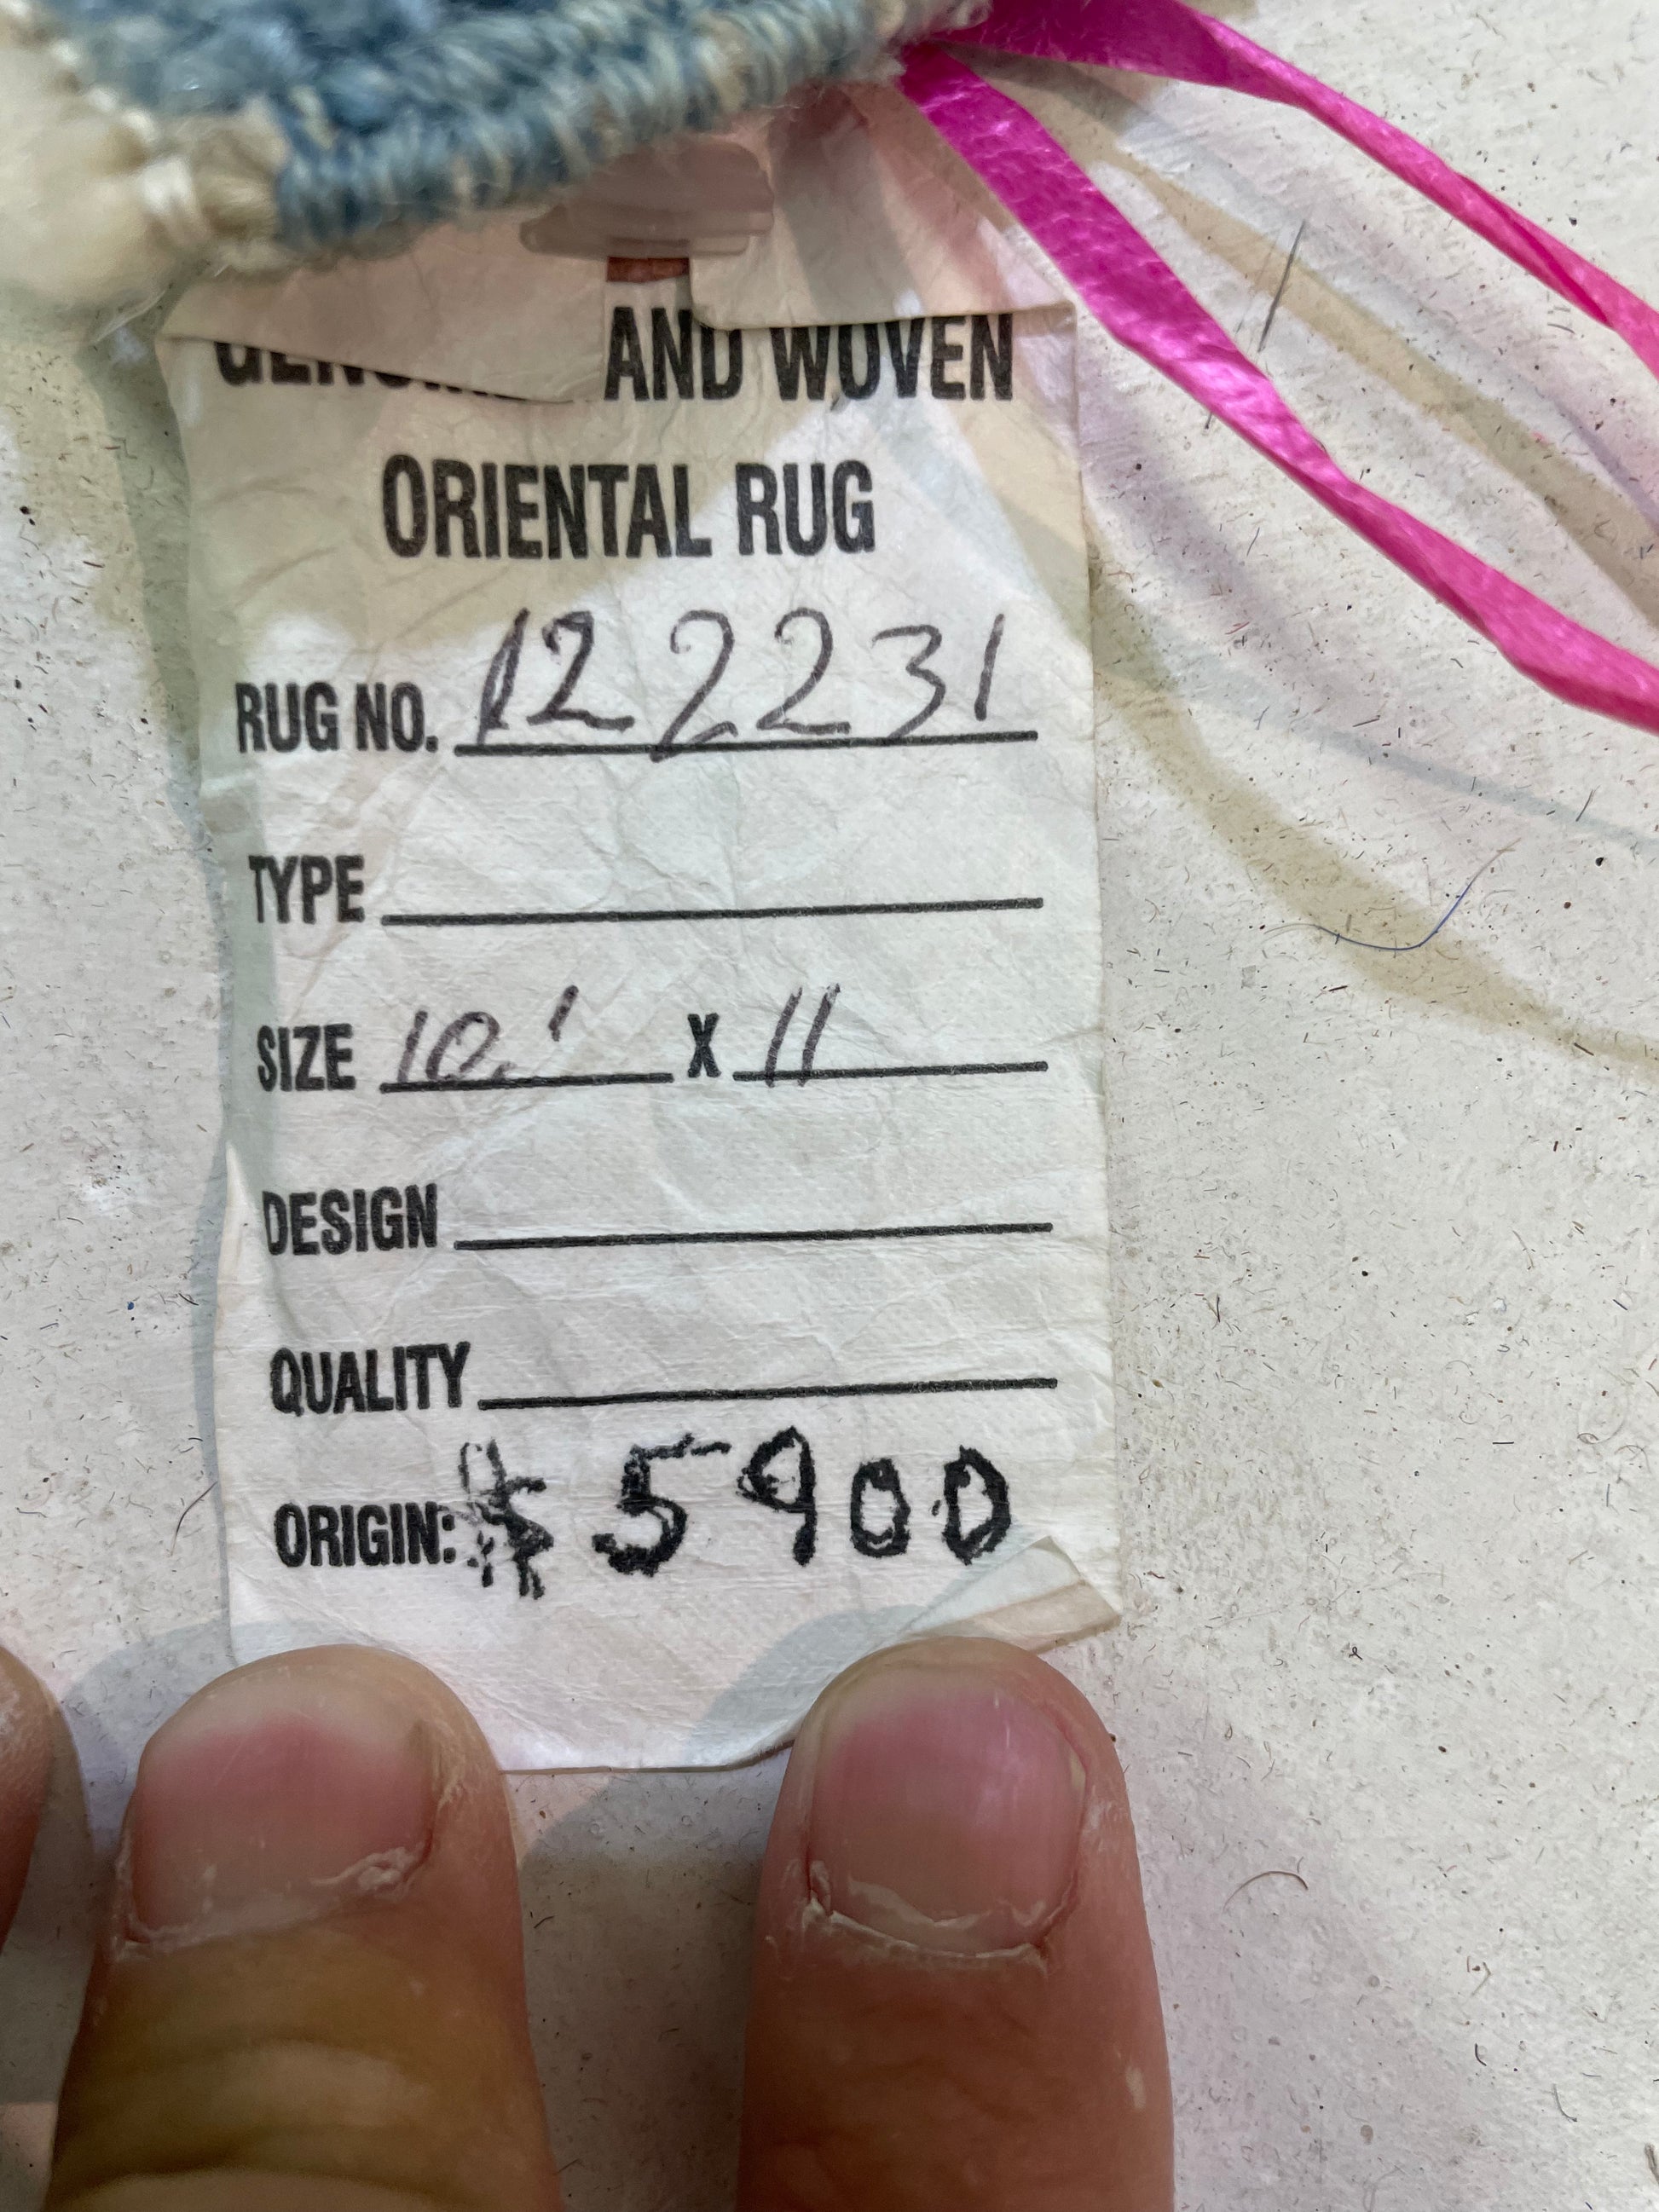 AND WOVEN
ORIENTAL RUG
RUG NO. 122231
TYPE
SIZE 10.' X 11
DESIGN
QUALITY
ORIGIN: $ 5900